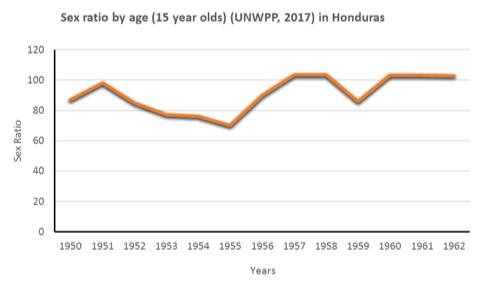 Sex ratio by age (15 year olds) (UNWPP, 2017) in Honduras
120
100
80
60
40
20
0
Sex Ratio
1950 1951 1952 1953 1954 1955 1956 1957 1958 1959 1960 1961 1962
Years